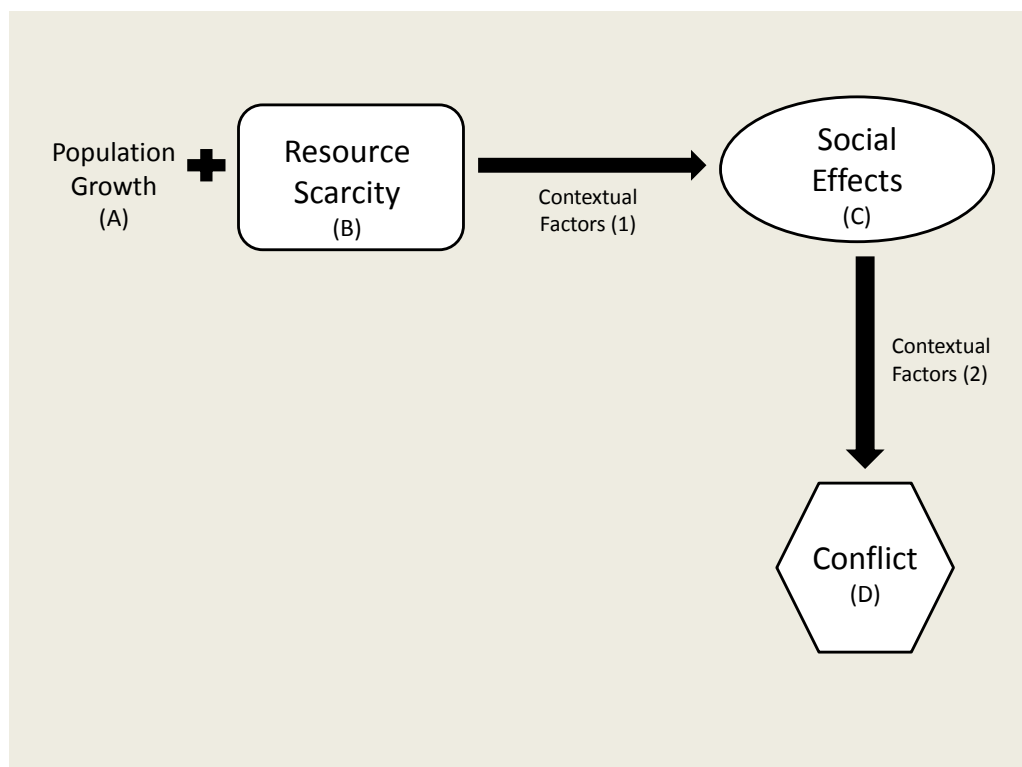 Population
Growth
(A)
Resource
Scarcity
(B)
Contextual
Factors (1)
Social
Effects
(C)
Contextual
Factors (2)
Conflict
(D)